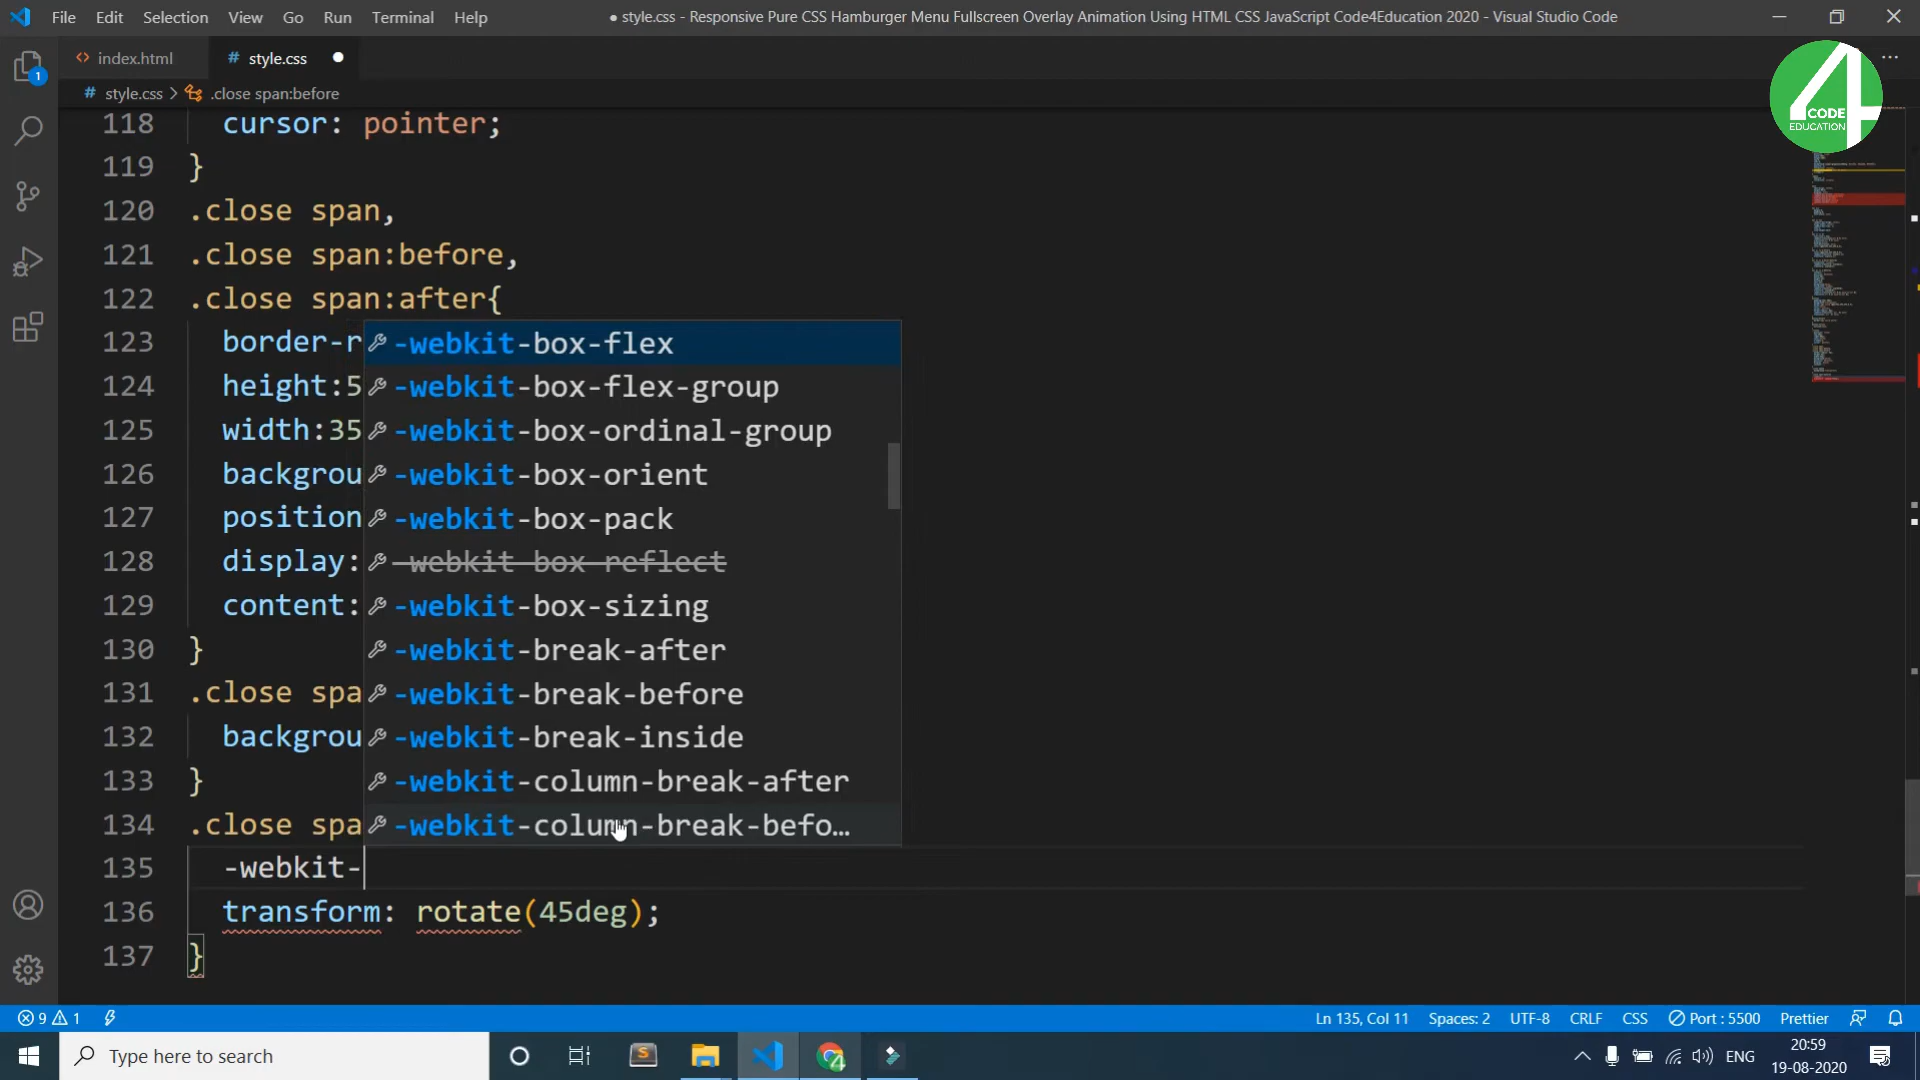 File Edit Selection View Go Run Terminal Help
● style.css - Responsive Pure CSS Hamburger Menu Fullscreen Overlay Animation Using HTML CSS JavaScript Code4Education 2020 - Visual Studio Code
<> index.html
# style.css ●
# style.css > .close span:before
4
CODE
EDUCATION
1
118 cursor: pointer;
119 }
120 .close span,
121 .close span:before,
122 .close span:after{
123 border-r
124 height:5
125 width:35
126 backgrou
127 position
128 display:
129 content:
130 }
131 .close spa
132 backgrou
133 }
134 .close spa
135 -webkit-
136 transform: rotate(45deg);
137 }
-webkit-box-flex
-webkit-box-flex-group
-webkit-box-ordinal-group
-webkit-box-orient
-webkit-box-pack
-webkit-box-reflect
-webkit-box-sizing
-webkit-break-after
-webkit-break-before
-webkit-break-inside
-webkit-column-break-after
-webkit-column-break-befo…
9 1
Ln 135, Col 11 Spaces: 2 UTF-8 CRLF CSS Port : 5500 Prettier
Type here to search
ENG
20:59
19-08-2020